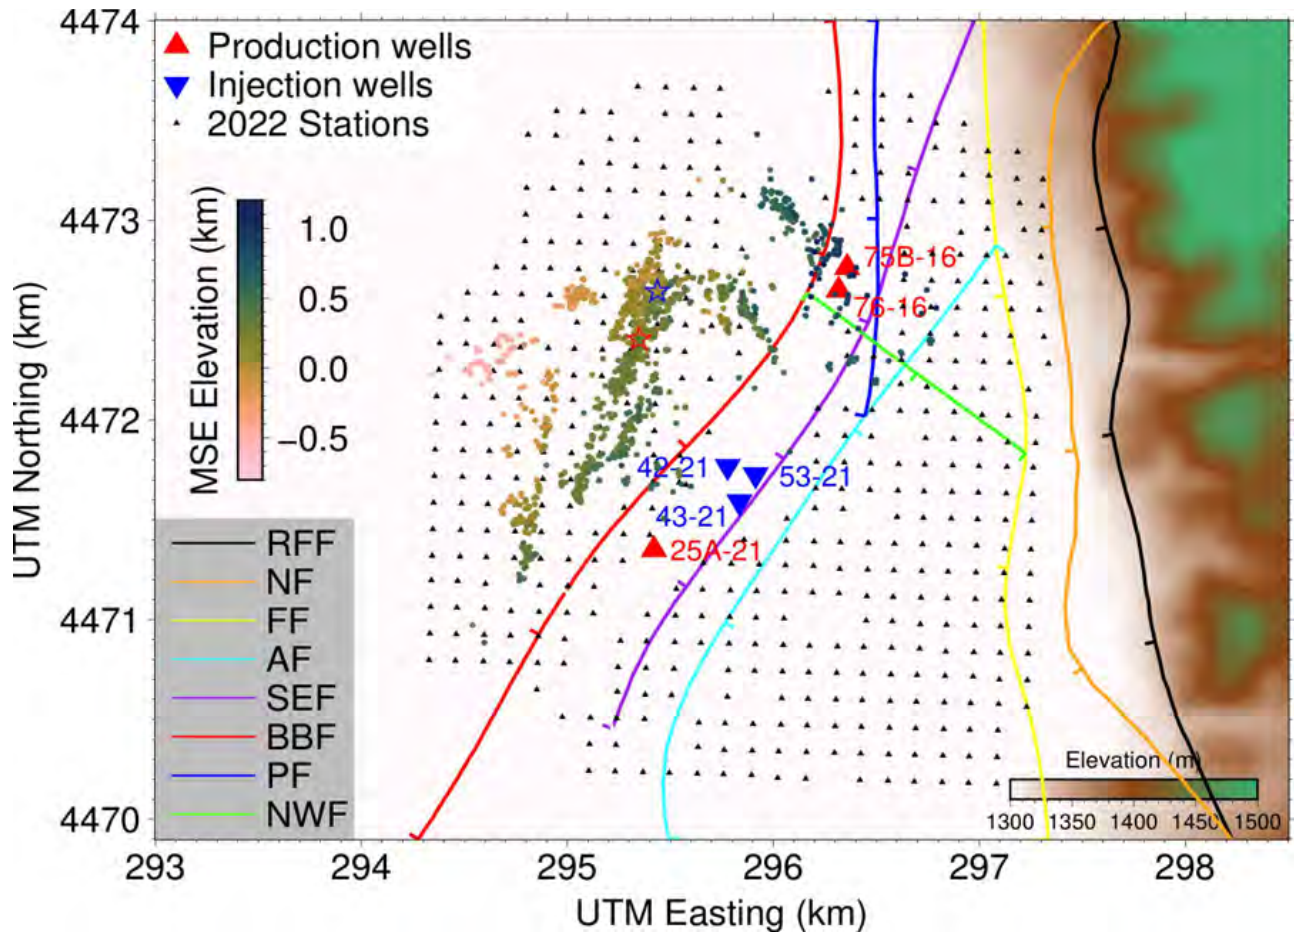 Production wells
Injection wells
2022 Stations
4474
4473
4472
4471
4470
UTM Northing (km)
MSE Elevation (km)
1.0
0.5
0.0
−0.5
75B-16
76-16
42-21
53-21
43-21
25A-21
RFF
NF
FF
AF
SEF
BBF
PF
NWF
Elevation (m)
1300 1350 1400 1450 1500
293 294 295 296 297 298
UTM Easting (km)